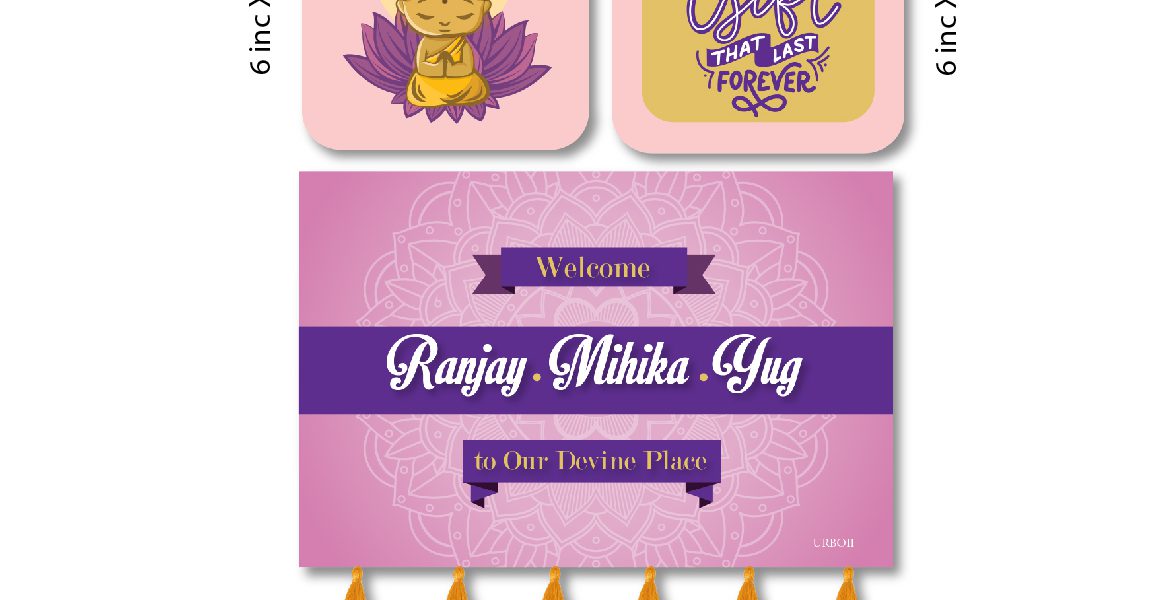 6 inc
Gift
THAT LAST
FOREVER
6 inc
Welcome
Ranjay . Mihika . Yug
to Our Devine Place
URBOII